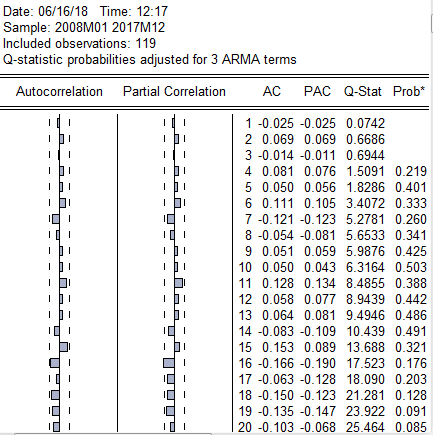 Date: 06/16/18 Time: 12:17
Sample: 2008M01 2017M12
Included observations: 119
Q-statistic probabilities adjusted for 3 ARMA terms
Autocorrelation Partial Correlation AC PAC Q-Stat Prob*
1 -0.025 -0.025 0.0742
2 0.069 0.069 0.6686
3 -0.014 -0.011 0.6944
4 0.081 0.076 1.5091 0.219
5 0.050 0.056 1.8286 0.401
6 0.111 0.105 3.4072 0.333
7 -0.121 -0.123 5.2781 0.260
8 -0.054 -0.081 5.6533 0.341
9 0.051 0.059 5.9876 0.425
10 0.050 0.043 6.3164 0.503
11 0.128 0.134 8.4855 0.388
12 0.058 0.077 8.9439 0.442
13 0.064 0.081 9.4946 0.486
14 -0.083 -0.109 10.439 0.491
15 0.153 0.089 13.688 0.321
16 -0.166 -0.190 17.523 0.176
17 -0.063 -0.128 18.090 0.203
18 -0.150 -0.123 21.281 0.128
19 -0.135 -0.147 23.922 0.091
20 -0.103 -0.068 25.464 0.085